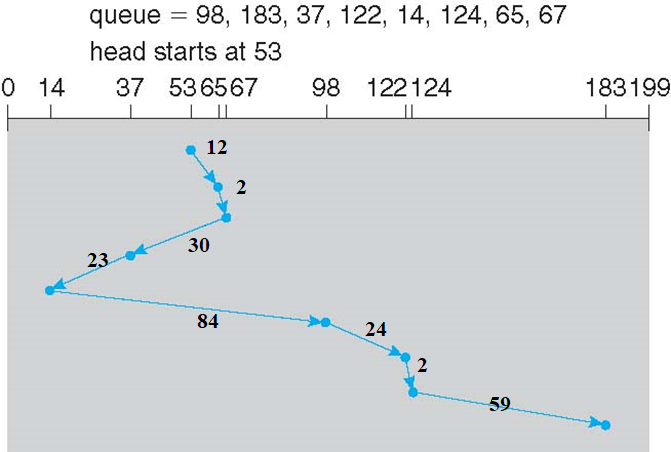 queue = 98, 183, 37, 122, 14, 124, 65, 67
head starts at 53
0 14 37 53 65 67 98 122 124 183 199
12
2
30
23
84
24
2
59